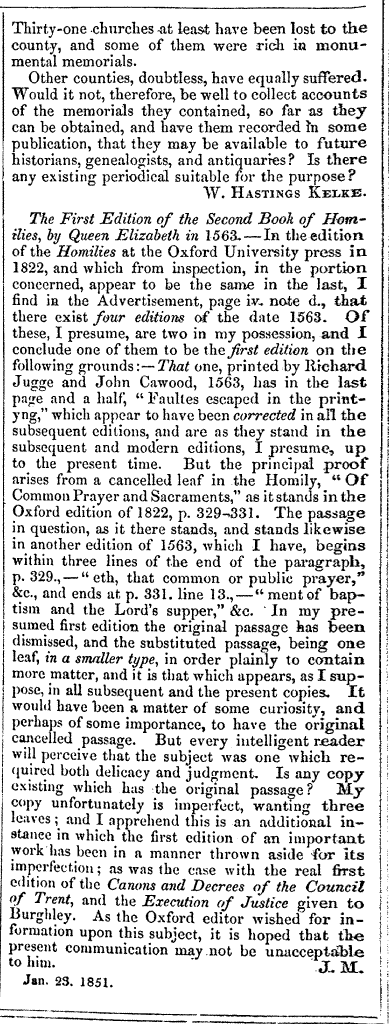 Thirty-one churches at least have been lost to the
county, and some of them were rich in monu-
mental memorials.
Other counties, doubtless, have equally suffered.
Would it not, therefore, be well to collect accounts
of the memorials they contained, so far as they
can be obtained, and have them recorded in some
publication, that they may be available to future
historians, genealogists, and antiquaries? Is there
any existing periodical suitable for the purpose?
W. HASTINGS KELKE.
The First Edition of the Second Book of Hom-
ilies, by Queen Elizabeth in 1563.—In the edition
of the Homilies at the Oxford University press in
1822, and which from inspection, in the portion
concerned, appear to be the same in the last, I
find in the Advertisement, page iv. note d., that
there exist four editions of the date 1563. Of
these, I presume, are two in my possession, and I
conclude one of them to be the first edition on the
following grounds:—That one, printed by Richard
Jugge and John Cawood, 1563, has in the last
page and a half, "Faultes escaped in the print-
yng," which appear to have been corrected in all the
subsequent editions, and are as they stand in the
subsequent and modern editions, I presume, up
to the present time. But the principal proof
arises from a cancelled leaf in the Homily, "Of
Common Prayer and Sacraments," as it stands in the
Oxford edition of 1822, p. 329-331. The passage
in question, as it there stands, and stands likewise
in another edition of 1563, which I have, begins
within three lines of the end of the paragraph,
p. 329.,—"eth, that common or public prayer,"
&c., and ends at p. 331. line 13.,—"ment of bap-
tism and the Lord's supper," &c. In my pre-
sumed first edition the original passage has been
dismissed, and the substituted passage, being one
leaf, in a smaller type, in order plainly to contain
more matter, and it is that which appears, as I sup-
pose, in all subsequent and the present copies. It
would have been a matter of some curiosity, and
perhaps of some importance, to have the original
cancelled passage. But every intelligent reader
will perceive that the subject was one which re-
quired both delicacy and judgment. Is any copy
existing which has the original passage? My
copy unfortunately is imperfect, wanting three
leaves; and I apprehend this is an additional in-
stance in which the first edition of an important
work has been in a manner thrown aside for its
imperfection; as was the case with the real first
edition of the Canons and Decrees of the Council
of Trent, and the Execution of Justice given to
Burghley. As the Oxford editor wished for in-
formation upon this subject, it is hoped that the
present communication may not be unacceptable
to him. J. M.
Jan. 23. 1851.